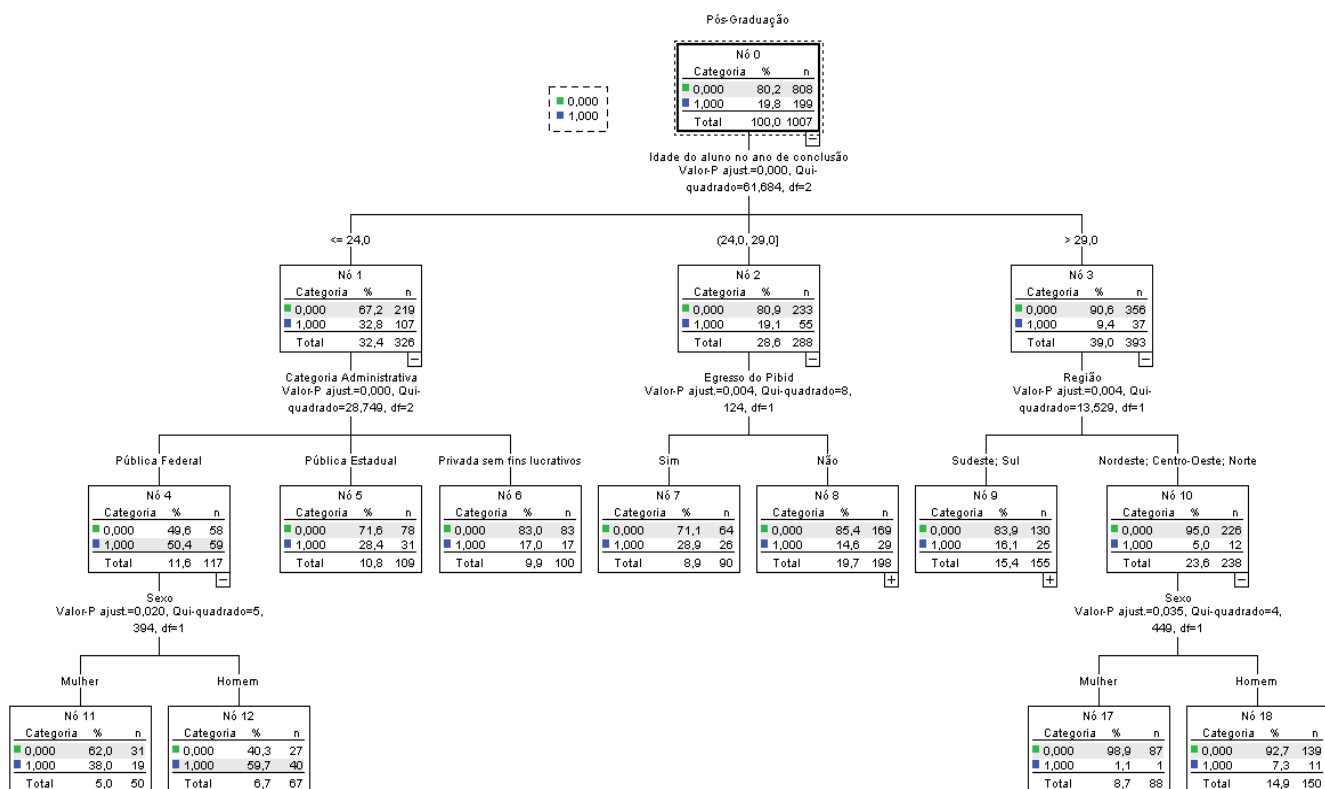 Pós-Graduação
Nó 0
Categoria % n
0,000 80,2 808
1,000 19,8 199
Total 100,0 1007
0,000
1,000
Idade do aluno no ano de conclusão
Valor-P ajust.=0,000, Qui-
quadrado=61,684, df=2
<= 24,0
(24,0, 29,0]
> 29,0
Nó 1
Categoria % n
0,000 67,2 219
1,000 32,8 107
Total 32,4 326
Nó 2
Categoria % n
0,000 80,9 233
1,000 19,1 55
Total 28,6 288
Nó 3
Categoria % n
0,000 90,6 356
1,000 9,4 37
Total 39,0 393
Categoria Administrativa
Valor-P ajust.=0,000, Qui-
quadrado=28,749, df=2
Egresso do Pibid
Valor-P ajust.=0,004, Qui-quadrado=8,
124, df=1
Região
Valor-P ajust.=0,004, Qui-
quadrado=13,529, df=1
Pública Federal
Pública Estadual
Privada sem fins lucrativos
Sim
Não
Sudeste; Sul
Nordeste; Centro-Oeste; Norte
Nó 4
Categoria % n
0,000 49,6 58
1,000 50,4 59
Total 11,6 117
Nó 5
Categoria % n
0,000 71,6 78
1,000 28,4 31
Total 10,8 109
Nó 6
Categoria % n
0,000 83,0 83
1,000 17,0 17
Total 9,9 100
Nó 7
Categoria % n
0,000 71,1 64
1,000 28,9 26
Total 8,9 90
Nó 8
Categoria % n
0,000 85,4 169
1,000 14,6 29
Total 19,7 198
Nó 9
Categoria % n
0,000 83,9 130
1,000 16,1 25
Total 15,4 155
Nó 10
Categoria % n
0,000 95,0 226
1,000 5,0 12
Total 23,6 238
Sexo
Valor-P ajust.=0,020, Qui-quadrado=5,
394, df=1
Sexo
Valor-P ajust.=0,035, Qui-quadrado=4,
449, df=1
Mulher
Homem
Mulher
Homem
Nó 11
Categoria % n
0,000 62,0 31
1,000 38,0 19
Total 5,0 50
Nó 12
Categoria % n
0,000 40,3 27
1,000 59,7 40
Total 6,7 67
Nó 17
Categoria % n
0,000 98,9 87
1,000 1,1 1
Total 8,7 88
Nó 18
Categoria % n
0,000 92,7 139
1,000 7,3 11
Total 14,9 150